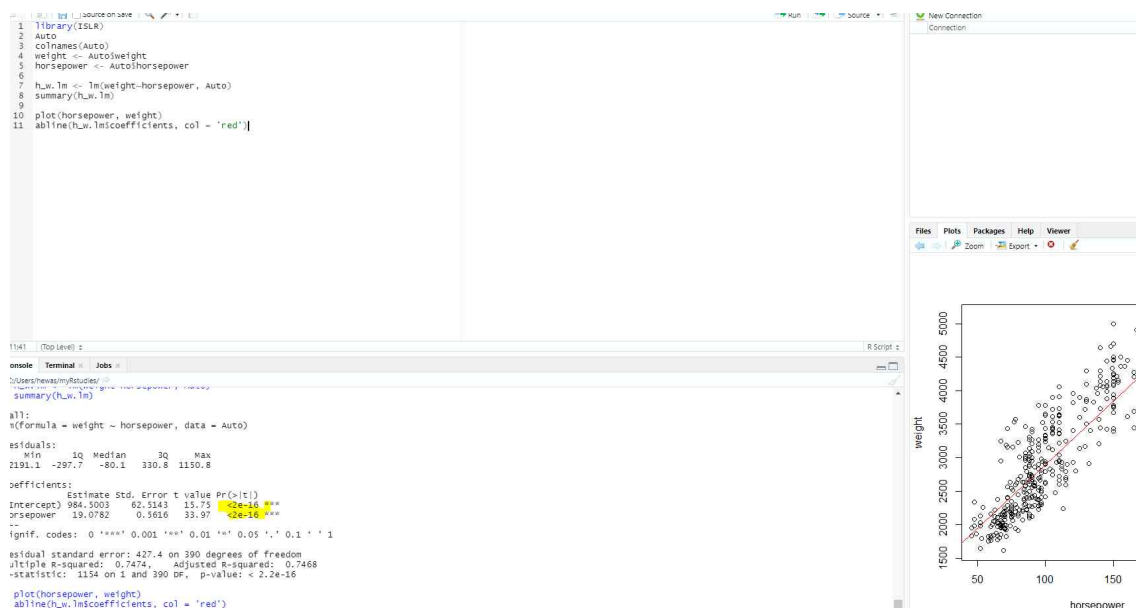 Source on Save Run Source
1 library(ISLR)
2 Auto
3 colnames(Auto)
4 weight <- Auto$weight
5 horsepower <- Auto$horsepower
6
7 h_w.lm <- lm(weight~horsepower, Auto)
8 summary(h_w.lm)
9
10 plot(horsepower, weight)
11 abline(h_w.lm$coefficients, col = 'red')
11:41 (Top Level) R Script
onsole Terminal Jobs
:/Users/hewas/myRstudies/
summary(h_w.lm)
all:
m(formula = weight ~ horsepower, data = Auto)
esiduals:
Min 1Q Median 3Q Max
2191.1 -297.7 -80.1 330.8 1150.8
oefficients:
Estimate Std. Error t value Pr(>|t|)
Intercept) 984.5003 62.5143 15.75 <2e-16 ***
orsepower 19.0782 0.5616 33.97 <2e-16 ***
--
ignif. codes: 0 '***' 0.001 '**' 0.01 '*' 0.05 '.' 0.1 ' ' 1
esidual standard error: 427.4 on 390 degrees of freedom
ultiple R-squared: 0.7474, Adjusted R-squared: 0.7468
-statistic: 1154 on 1 and 390 DF, p-value: < 2.2e-16
plot(horsepower, weight)
abline(h_w.lm$coefficients, col = 'red')
New Connection
Connection
Files Plots Packages Help Viewer
Zoom Export
weight
5000
4500
4000
3500
3000
2500
2000
1500
50 100 150
horsepower